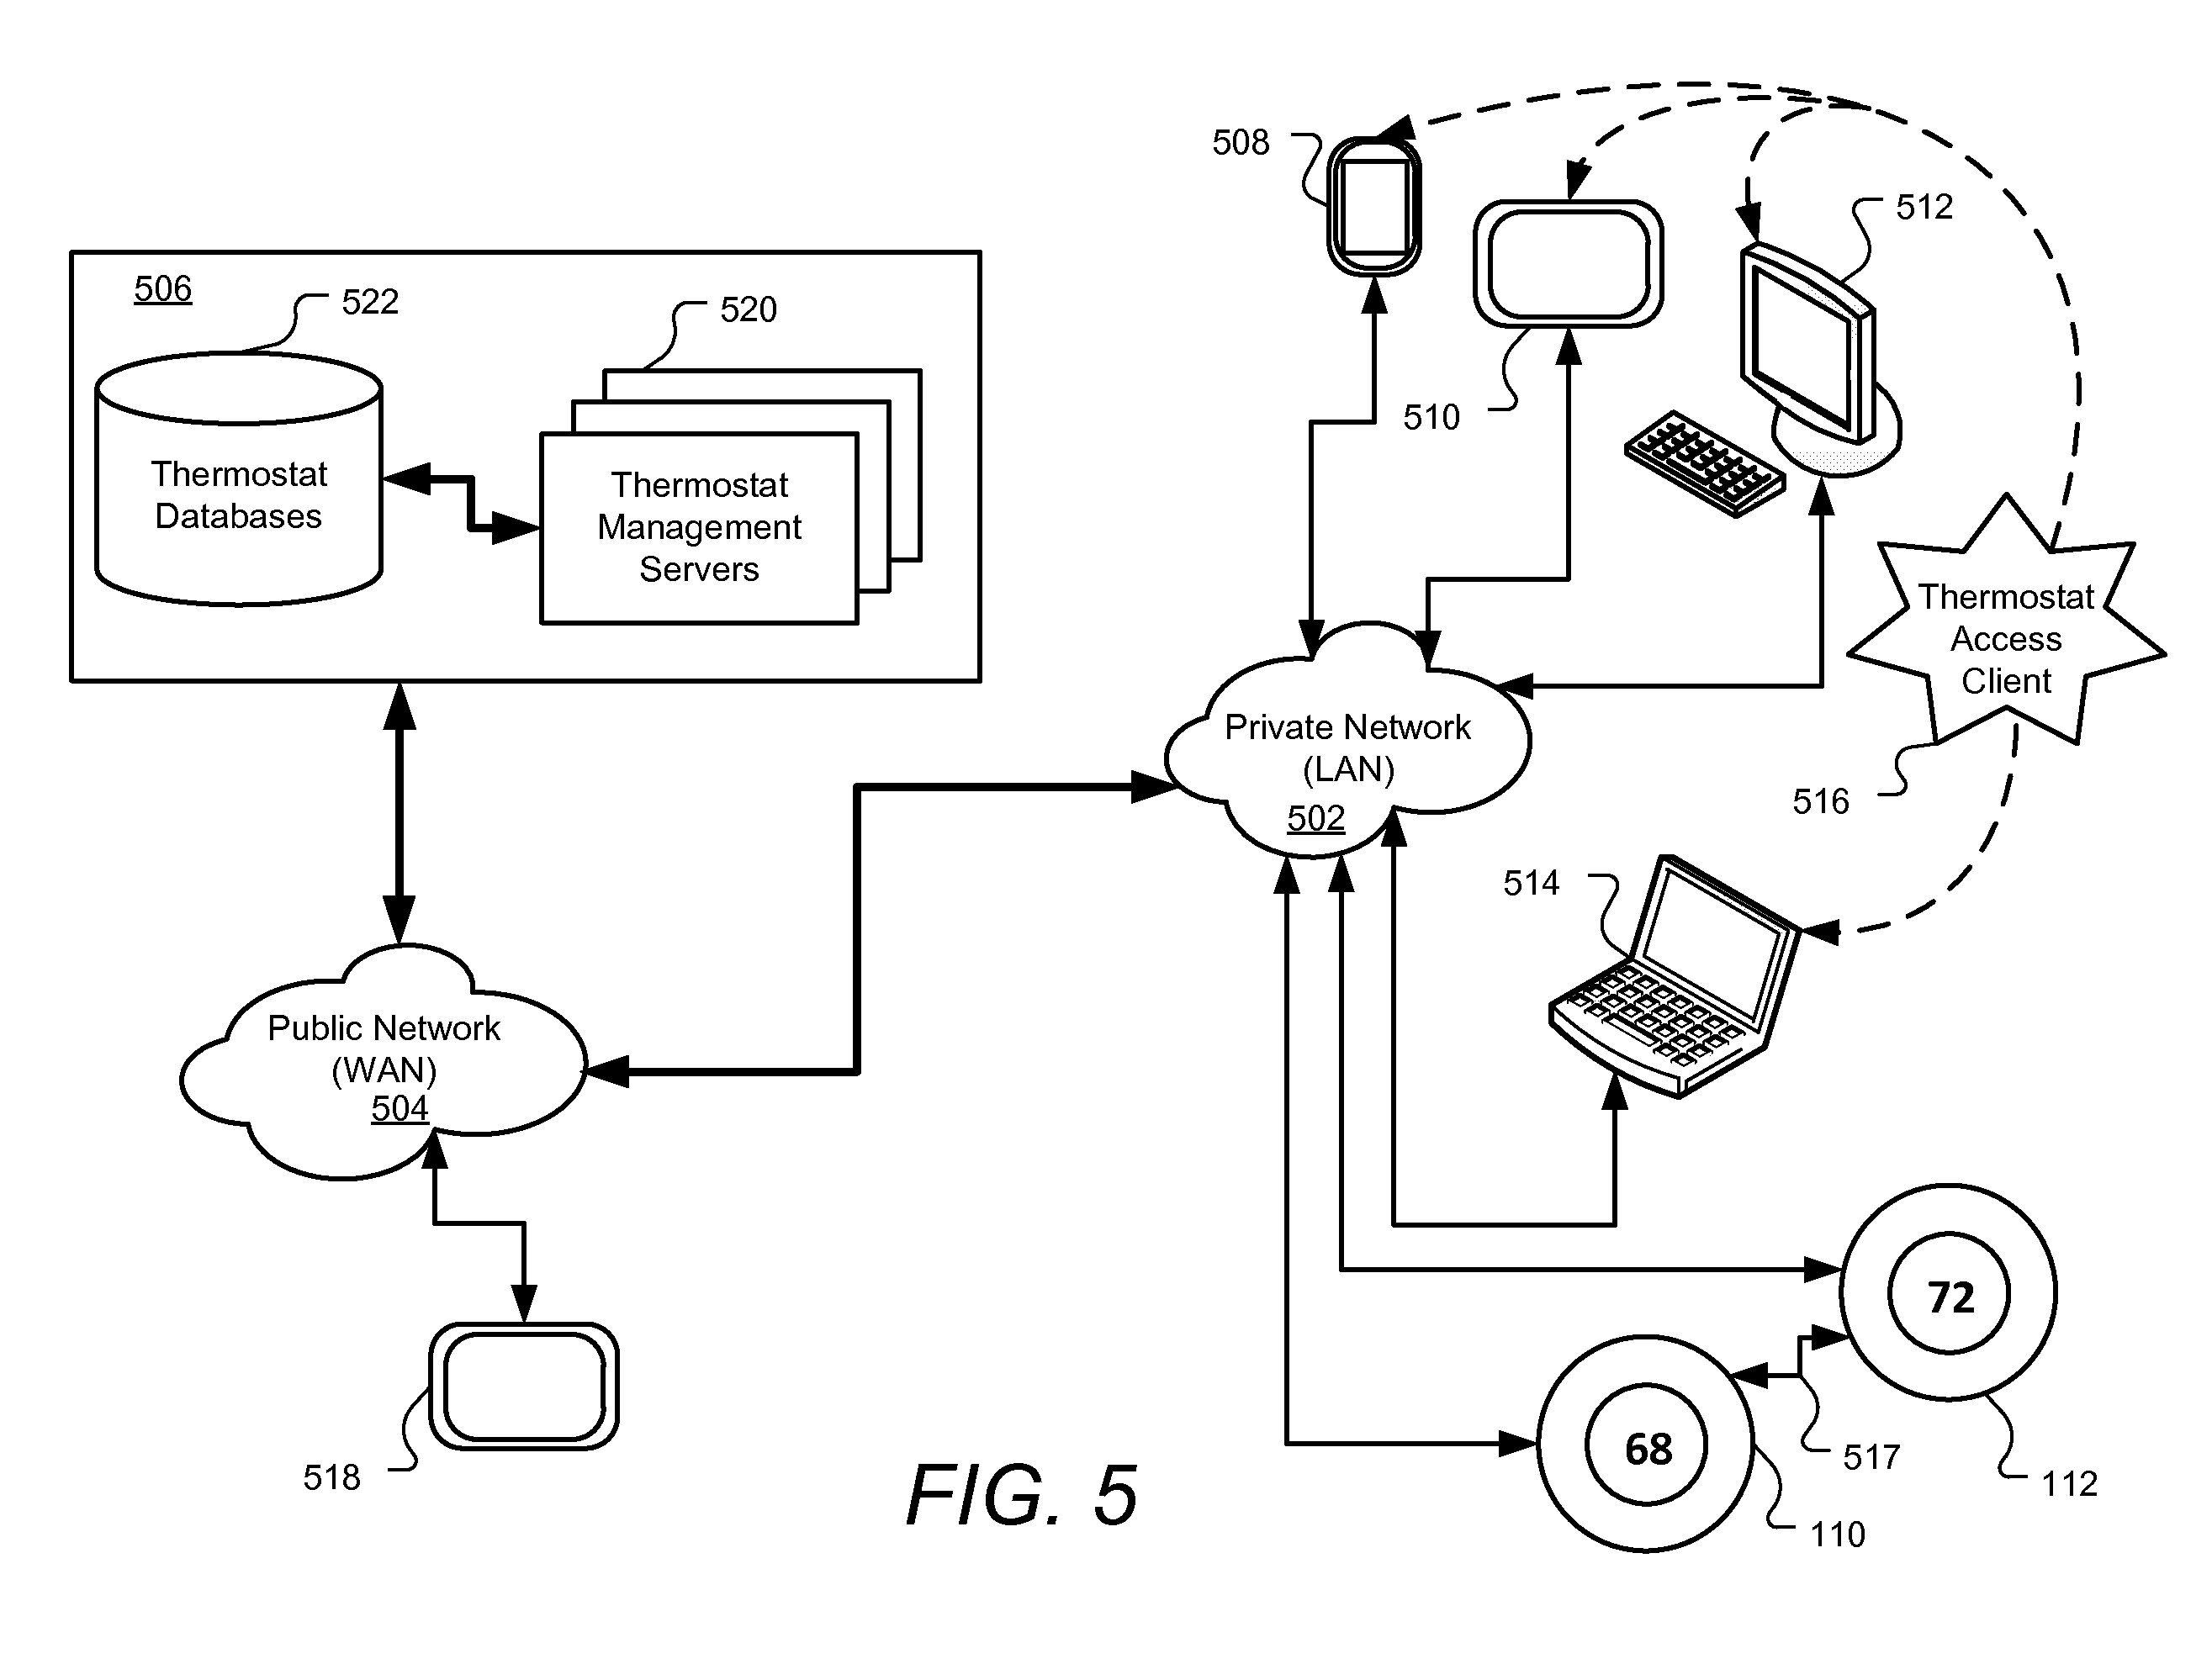 508
512
506
522
520
510
Thermostat
Databases
Thermostat
Management
Servers
Thermostat
Access
Client
Private Network
(LAN)
502
516
514
Public Network
(WAN)
504
72
68
517
518
112
110
FIG. 5